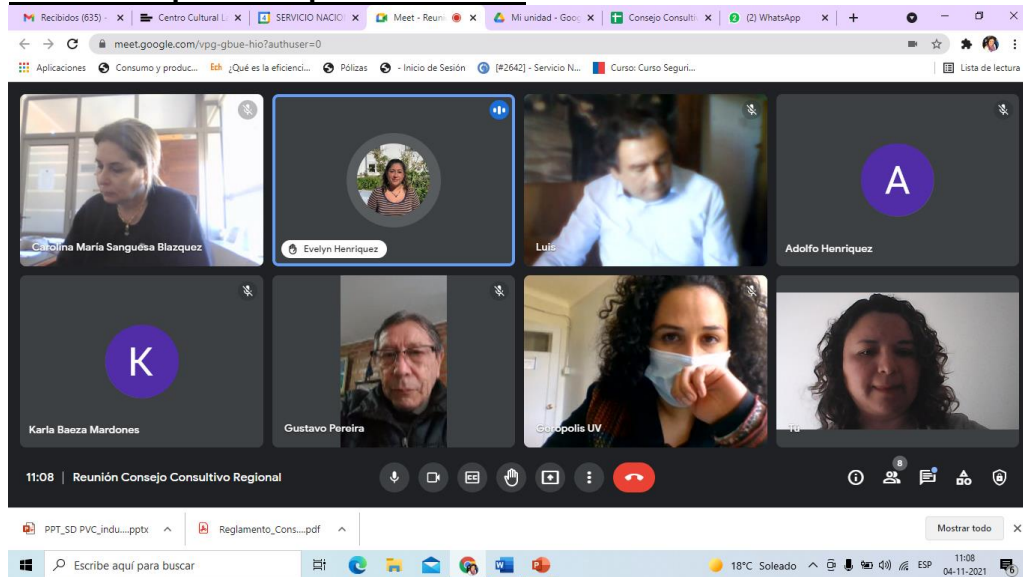 Recibidos (635) -
Centro Cultural L
SERVICIO NACIO
Meet - Reuni
Mi unidad - Goo
Consejo Consulti
(2) WhatsApp
meet.google.com/vpg-gbue-hio?authuser=0
Aplicaciones
Consumo y produc...
¿Qué es la eficienci...
Pólizas
- Inicio de Sesión
[#2642] - Servicio N...
Curso: Curso Seguri...
Lista de lectura
Carolina María Sanguesa Blazquez
Evelyn Henriquez
Luis
A
Adolfo Henriquez
K
Karla Baeza Mardones
Gustavo Pereira
UV
Tú
11:08 | Reunión Consejo Consultivo Regional
8
PPT_SD PVC_indu....pptx
Reglamento_Cons....pdf
Mostrar todo
Escribe aquí para buscar
18°C Soleado
ESP
11:08
04-11-2021
6